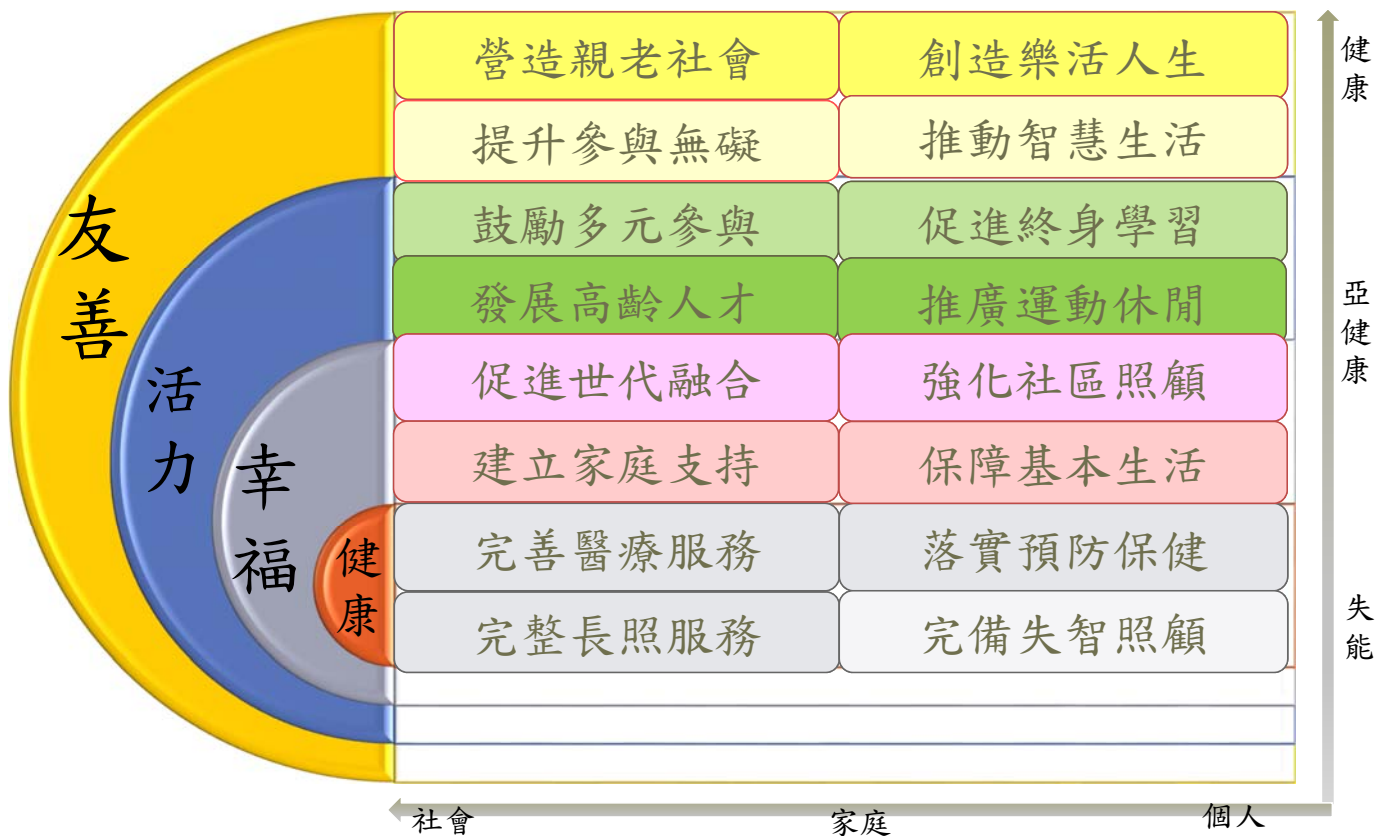 友善
活力
幸福
健康
營造親老社會
創造樂活人生
提升參與無礙
推動智慧生活
鼓勵多元參與
促進終身學習
發展高齡人才
推廣運動休閒
促進世代融合
強化社區照顧
建立家庭支持
保障基本生活
完善醫療服務
落實預防保健
完整長照服務
完備失智照顧
健康
亞健康
失能
社會
家庭
個人